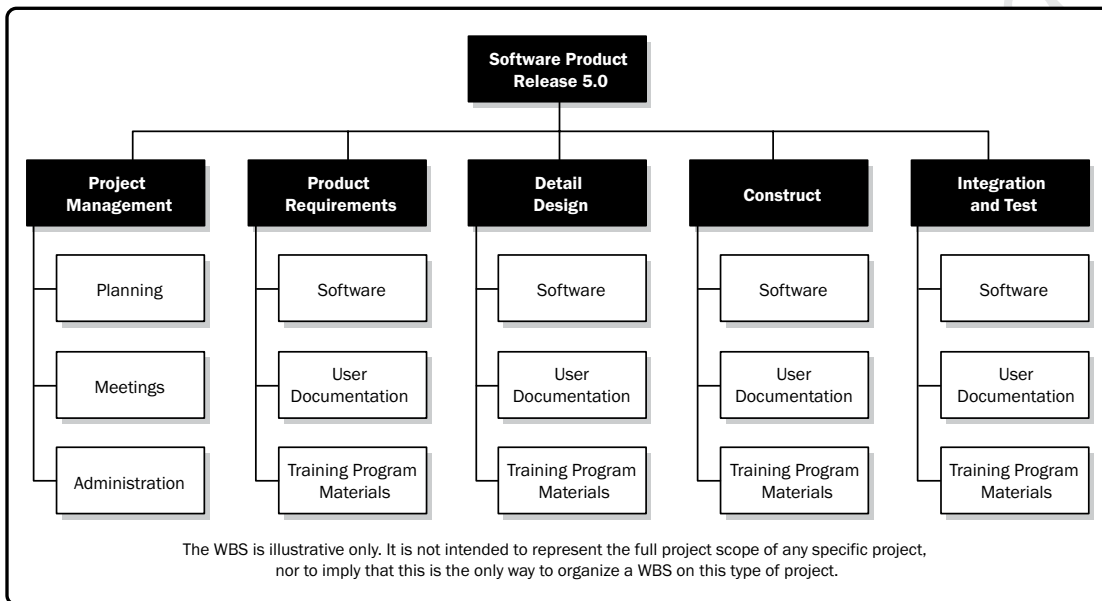 Software Product
Release 5.0
Project
Management
Product
Requirements
Detail
Design
Construct
Integration
and Test
Planning
Software
Software
Software
Software
Meetings
User
Documentation
User
Documentation
User
Documentation
User
Documentation
Administration
Training Program
Materials
Training Program
Materials
Training Program
Materials
Training Program
Materials
The WBS is illustrative only. It is not intended to represent the full project scope of any specific project,
nor to imply that this is the only way to organize a WBS on this type of project.